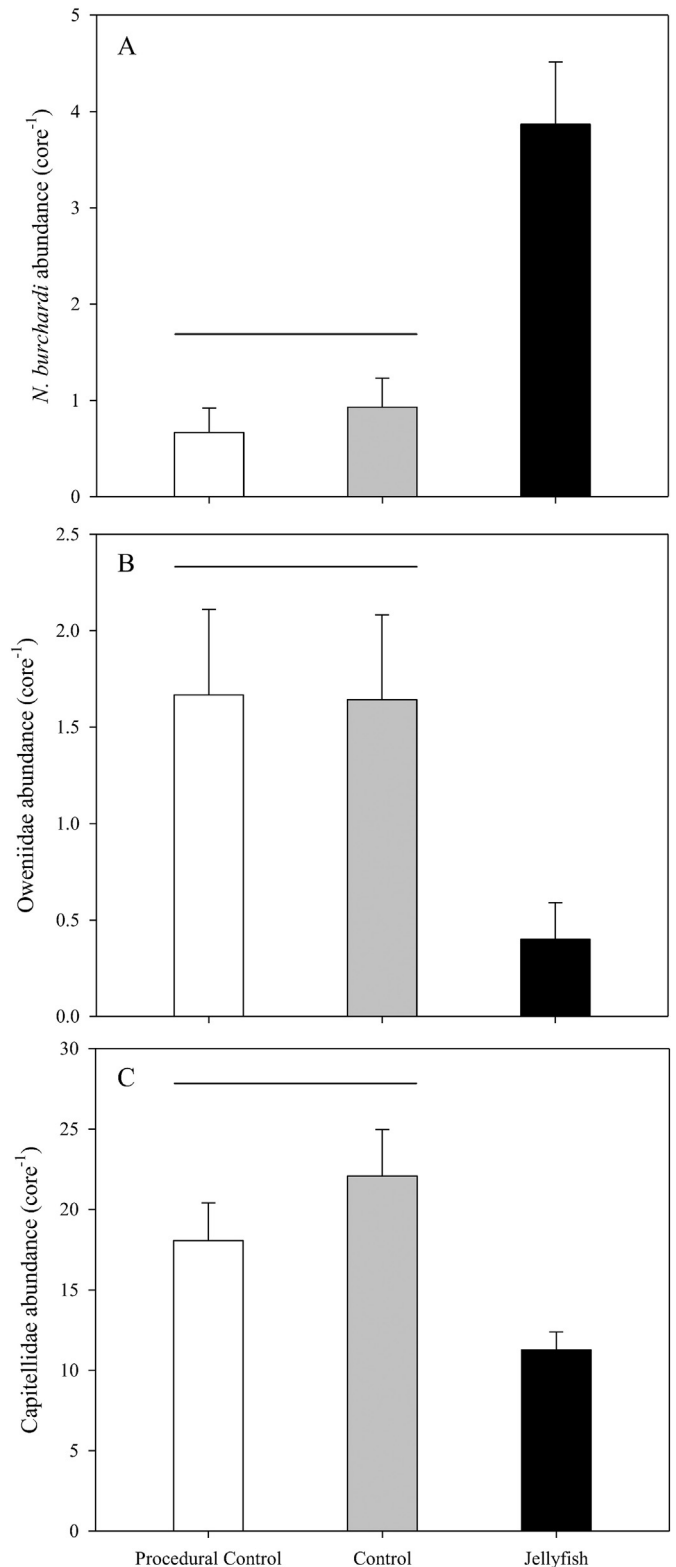 A
N. burchardi abundance (core-1)
5
4
3
2
1
0
B
Oweniidae abundance (core-1)
2.5
2.0
1.5
1.0
0.5
0.0
C
Capitellidae abundance (core-1)
30
25
20
15
10
5
0
Procedural Control
Control
Jellyfish